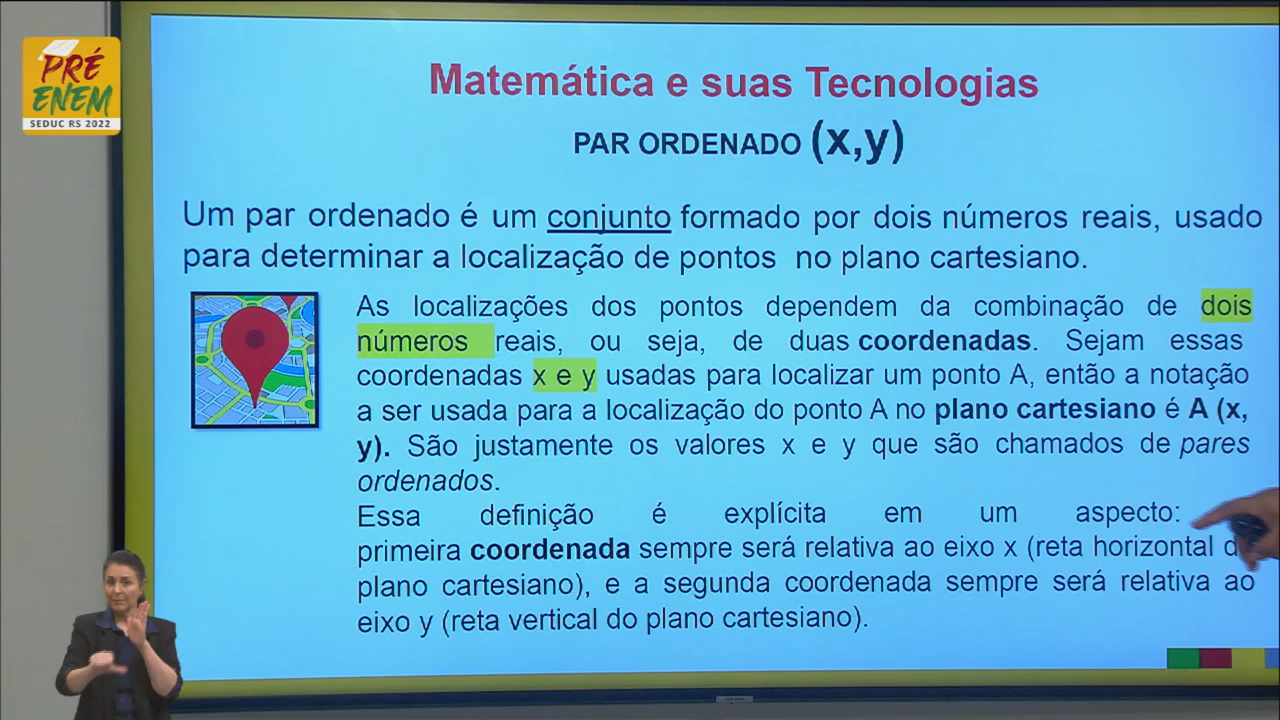 PRÉ
ENEM
SEDUC RS 2022
Matemática e suas Tecnologias
PAR ORDENADO (x,y)
Um par ordenado é um conjunto formado por dois números reais, usado
para determinar a localização de pontos no plano cartesiano.
As localizações dos pontos dependem da combinação de dois
números reais, ou seja, de duas coordenadas. Sejam essas
coordenadas x e y usadas para localizar um ponto A, então a notação
a ser usada para a localização do ponto A no plano cartesiano é A (x,
y). São justamente os valores x e y que são chamados de pares
ordenados.
Essa definição é explícita em um aspecto:
primeira coordenada sempre será relativa ao eixo x (reta horizontal
plano cartesiano), e a segunda coordenada sempre será relativa ao
eixo y (reta vertical do plano cartesiano).